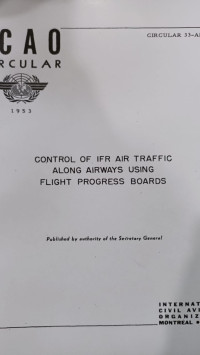 CAO
CIRCULAR 33-A
RCULAR
1953
CONTROL OF IFR AIR TRAFFIC
ALONG AIRWAYS USING
FLIGHT PROGRESS BOARDS
Published by authority of the Secretary General
INTERNAT
CIVIL AVI
ORGANIZ
MONTREAL •